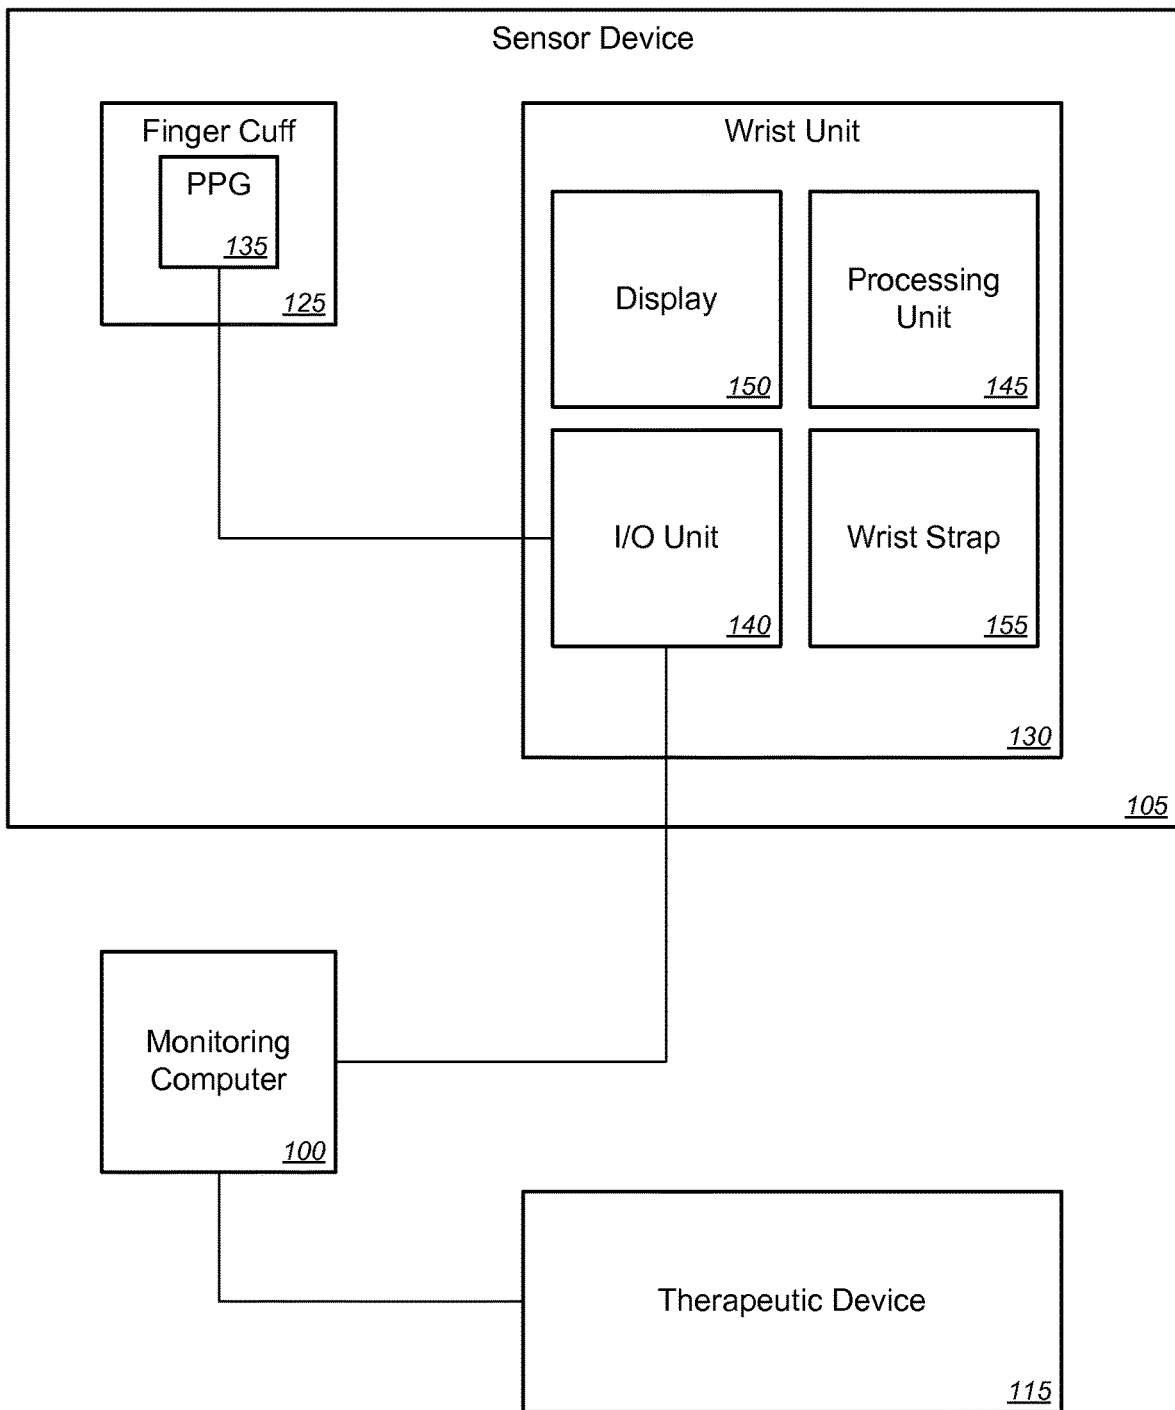 Sensor Device
Finger Cuff
PPG
135
125
Wrist Unit
Display
150
Processing
Unit
145
I/O Unit
140
Wrist Strap
155
130
105
Monitoring
Computer
100
Therapeutic Device
115